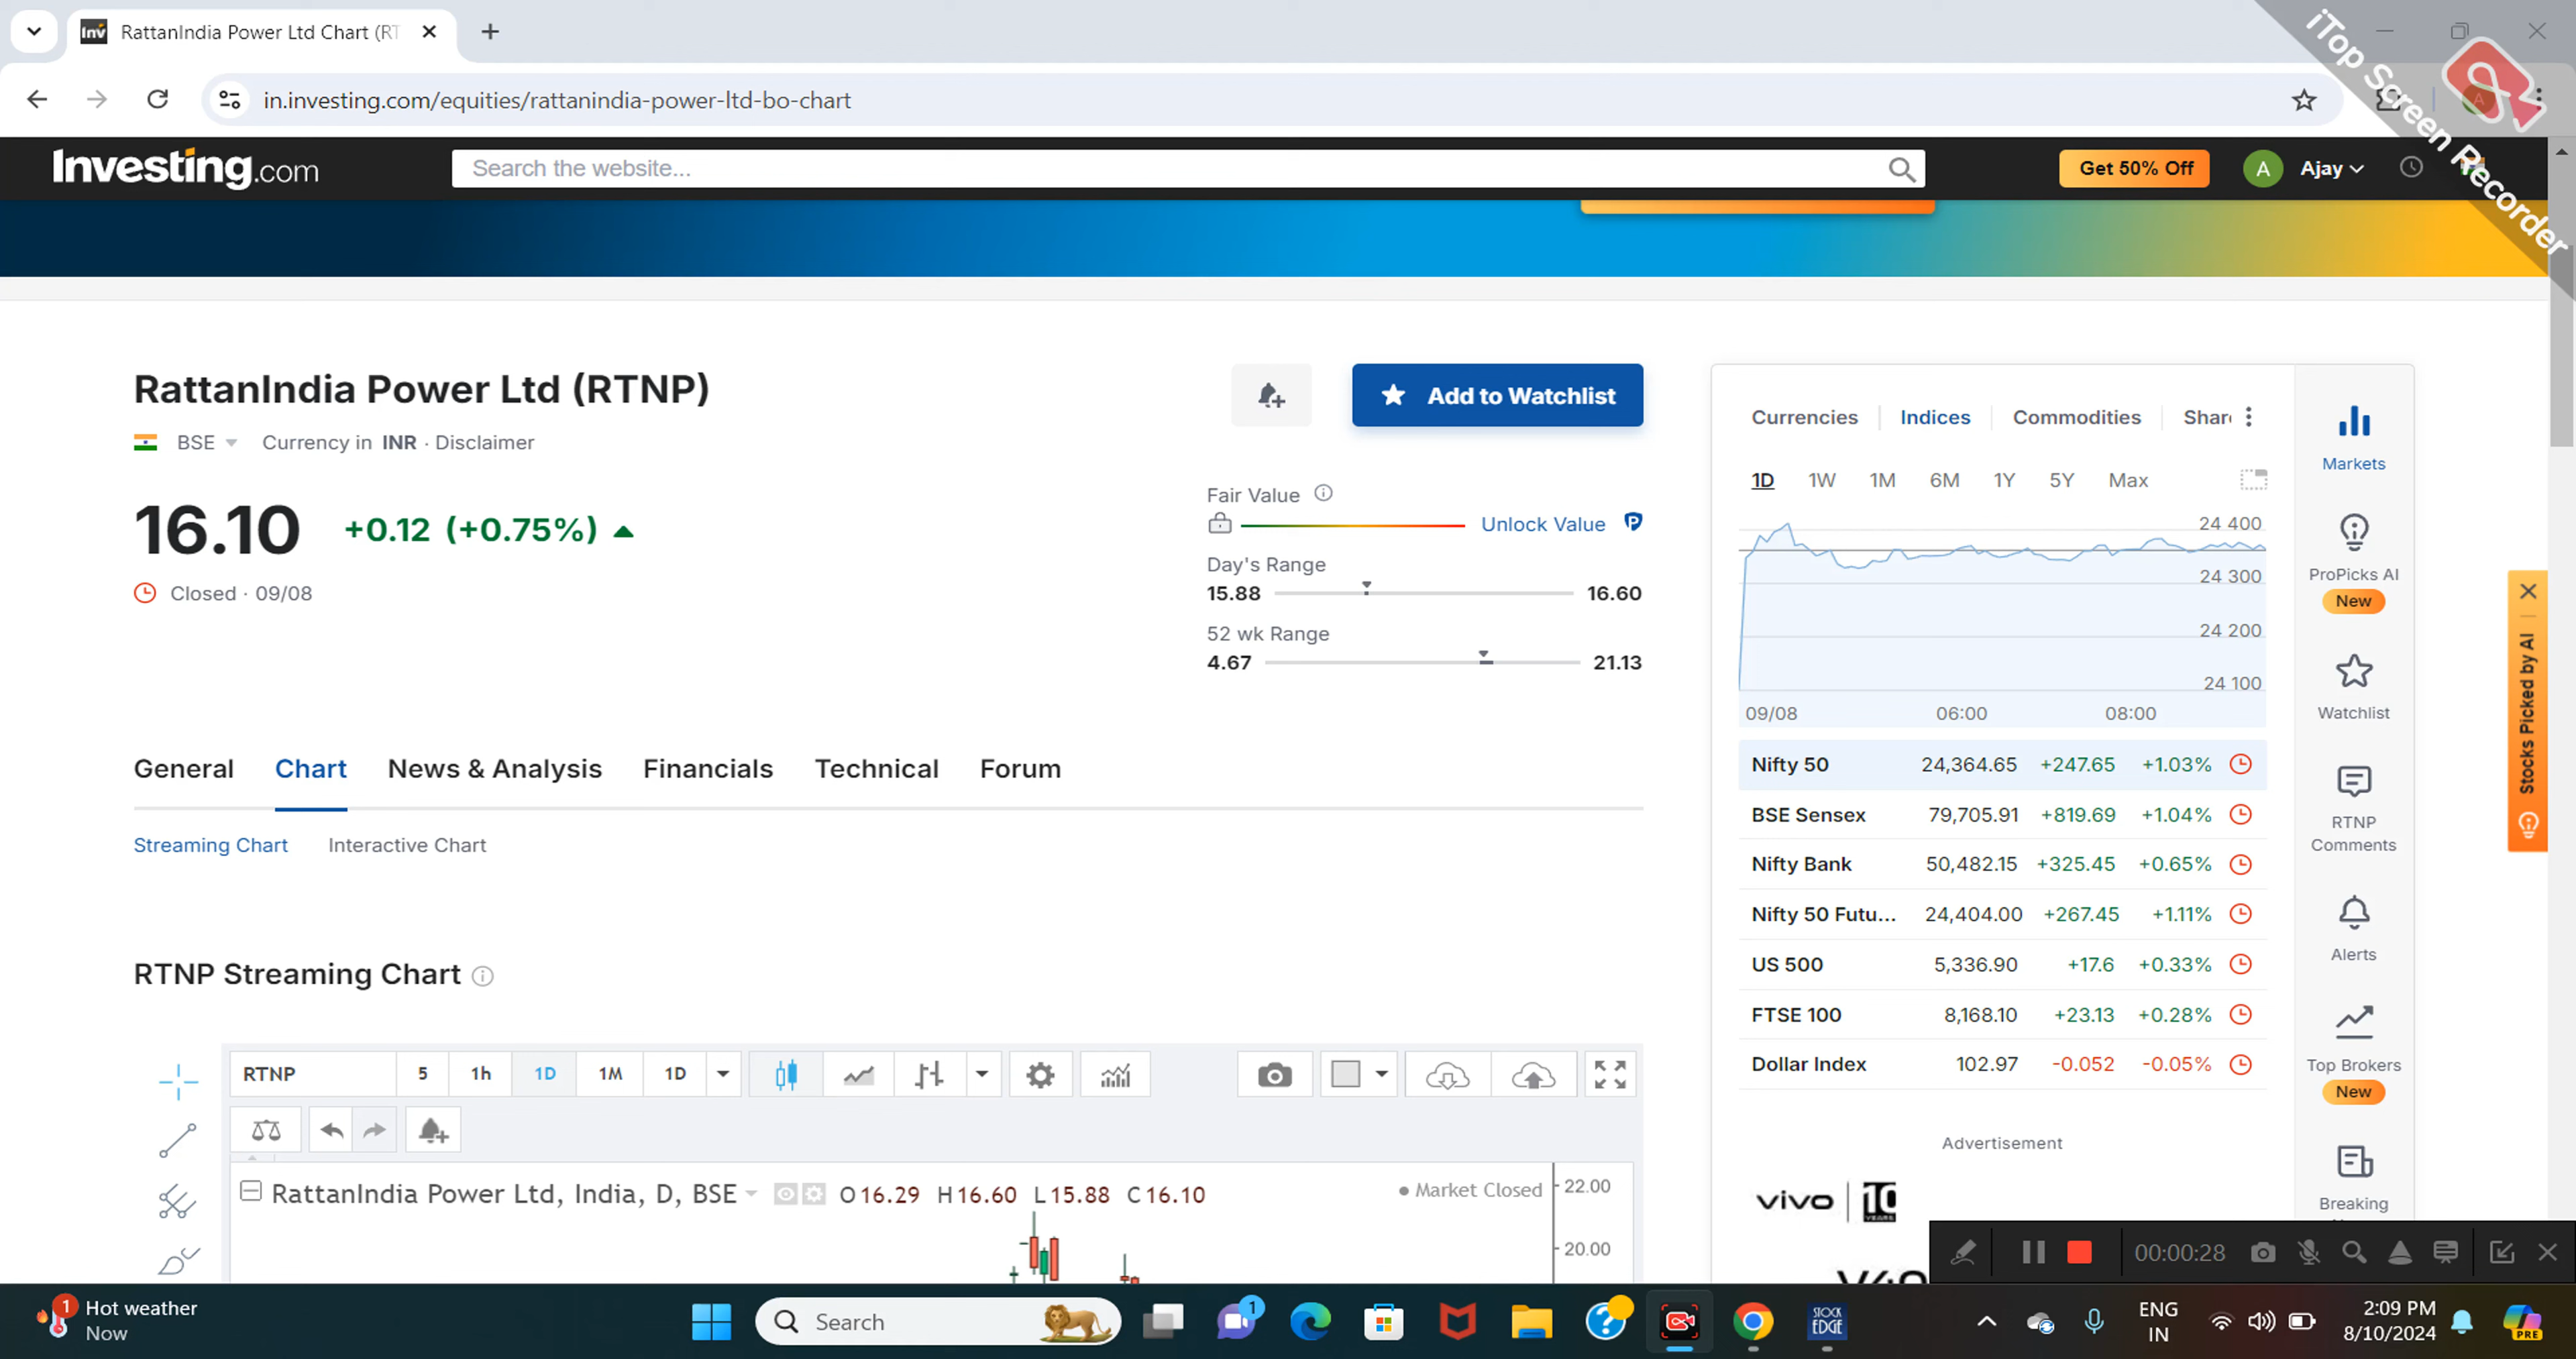 RattanIndia Power Ltd Chart (RT
in.investing.com/equities/rattanindia-power-ltd-bo-chart
iTop Screen Recorder
Investing.com
Search the website...
Get 50% Off
A
Ajay
RattanIndia Power Ltd (RTNP)
BSE
Currency in INR · Disclaimer
16.10
+0.12 (+0.75%)
Closed · 09/08
Add to Watchlist
Fair Value
Unlock Value
Day's Range
15.88
16.60
52 wk Range
4.67
21.13
General
Chart
News & Analysis
Financials
Technical
Forum
Streaming Chart
Interactive Chart
RTNP Streaming Chart
RTNP
5
1h
1D
1M
1D
RattanIndia Power Ltd, India, D, BSE
O 16.29 H 16.60 L 15.88 C 16.10
Market Closed
22.00
20.00
Currencies
Indices
Commodities
Shar
1D
1W
1M
6M
1Y
5Y
Max
24 400
24 300
24 200
24 100
09/08
06:00
08:00
Nifty 50 24,364.65 +247.65 +1.03%
BSE Sensex 79,705.91 +819.69 +1.04%
Nifty Bank 50,482.15 +325.45 +0.65%
Nifty 50 Futu... 24,404.00 +267.45 +1.11%
US 500 5,336.90 +17.6 +0.33%
FTSE 100 8,168.10 +23.13 +0.28%
Dollar Index 102.97 -0.052 -0.05%
Advertisement
vivo 10
YEARS
Markets
ProPicks AI
New
Watchlist
RTNP
Comments
Alerts
Top Brokers
New
Breaking
Stocks Picked by AI
00:00:28
1
Hot weather
Now
Search
1
STOCK
EDGE
ENG
IN
2:09 PM
8/10/2024
PRE